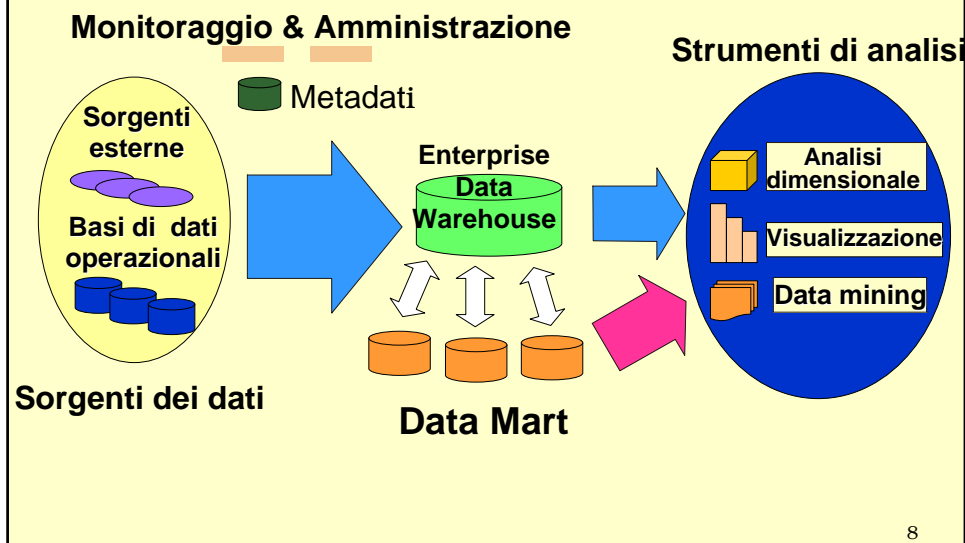 Monitoraggio & Amministrazione
Strumenti di analisi
Metadati
Sorgenti
esterne
Basi di dati
operazionali
Enterprise
Data
Warehouse
Analisi
dimensionale
Visualizzazione
Data mining
Sorgenti dei dati
Data Mart
8